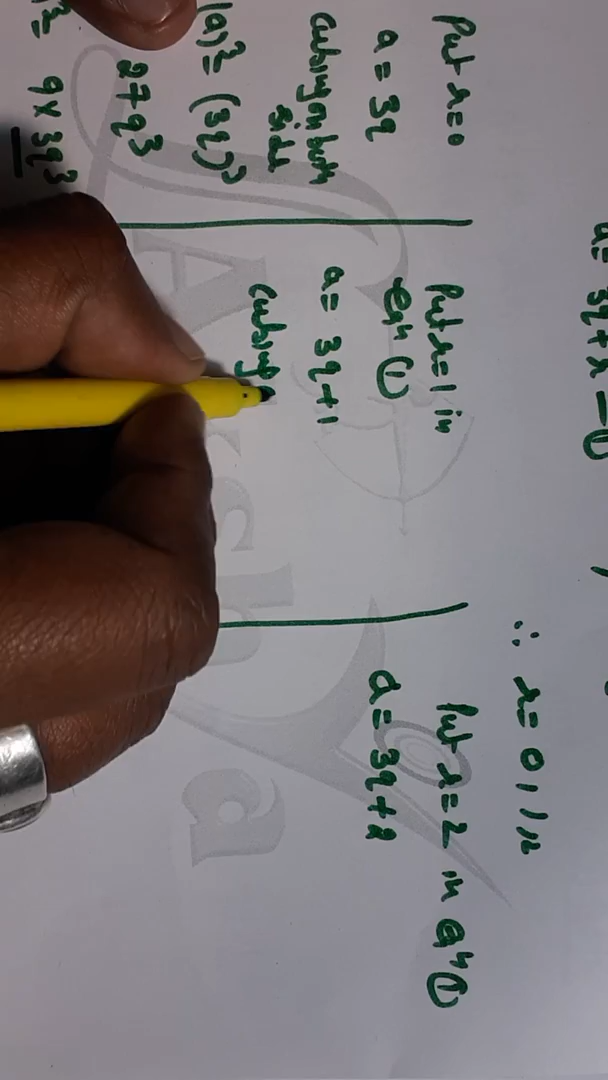 a = 3q + r — ①
∴ r = 0, 1, 2
Put r = 0
a = 3q
cubing on both
side
(a)³ = (3q)³
27q³
9 × 3q³
Put r = 1 in
eqⁿ ①
a = 3q + 1
cubing
Put r = 2 in eqⁿ ①
a = 3q + 2